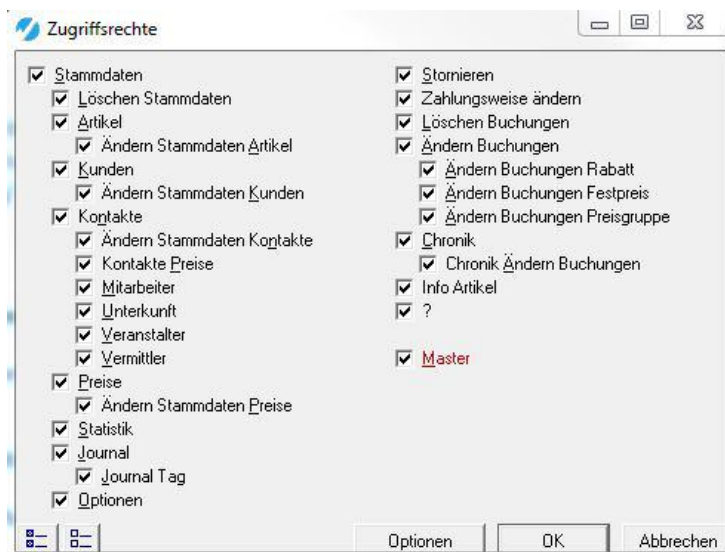 Zugriffsrechte
Stammdaten
Löschen Stammdaten
Artikel
Ändern Stammdaten Artikel
Kunden
Ändern Stammdaten Kunden
Kontakte
Ändern Stammdaten Kontakte
Kontakte Preise
Mitarbeiter
Unterkunft
Veranstalter
Vermittler
Preise
Ändern Stammdaten Preise
Statistik
Journal
Journal Tag
Optionen
Stornieren
Zahlungsweise ändern
Löschen Buchungen
Ändern Buchungen
Ändern Buchungen Rabatt
Ändern Buchungen Festpreis
Ändern Buchungen Preisgruppe
Chronik
Chronik Ändern Buchungen
Info Artikel
?
Master
Optionen
OK
Abbrechen